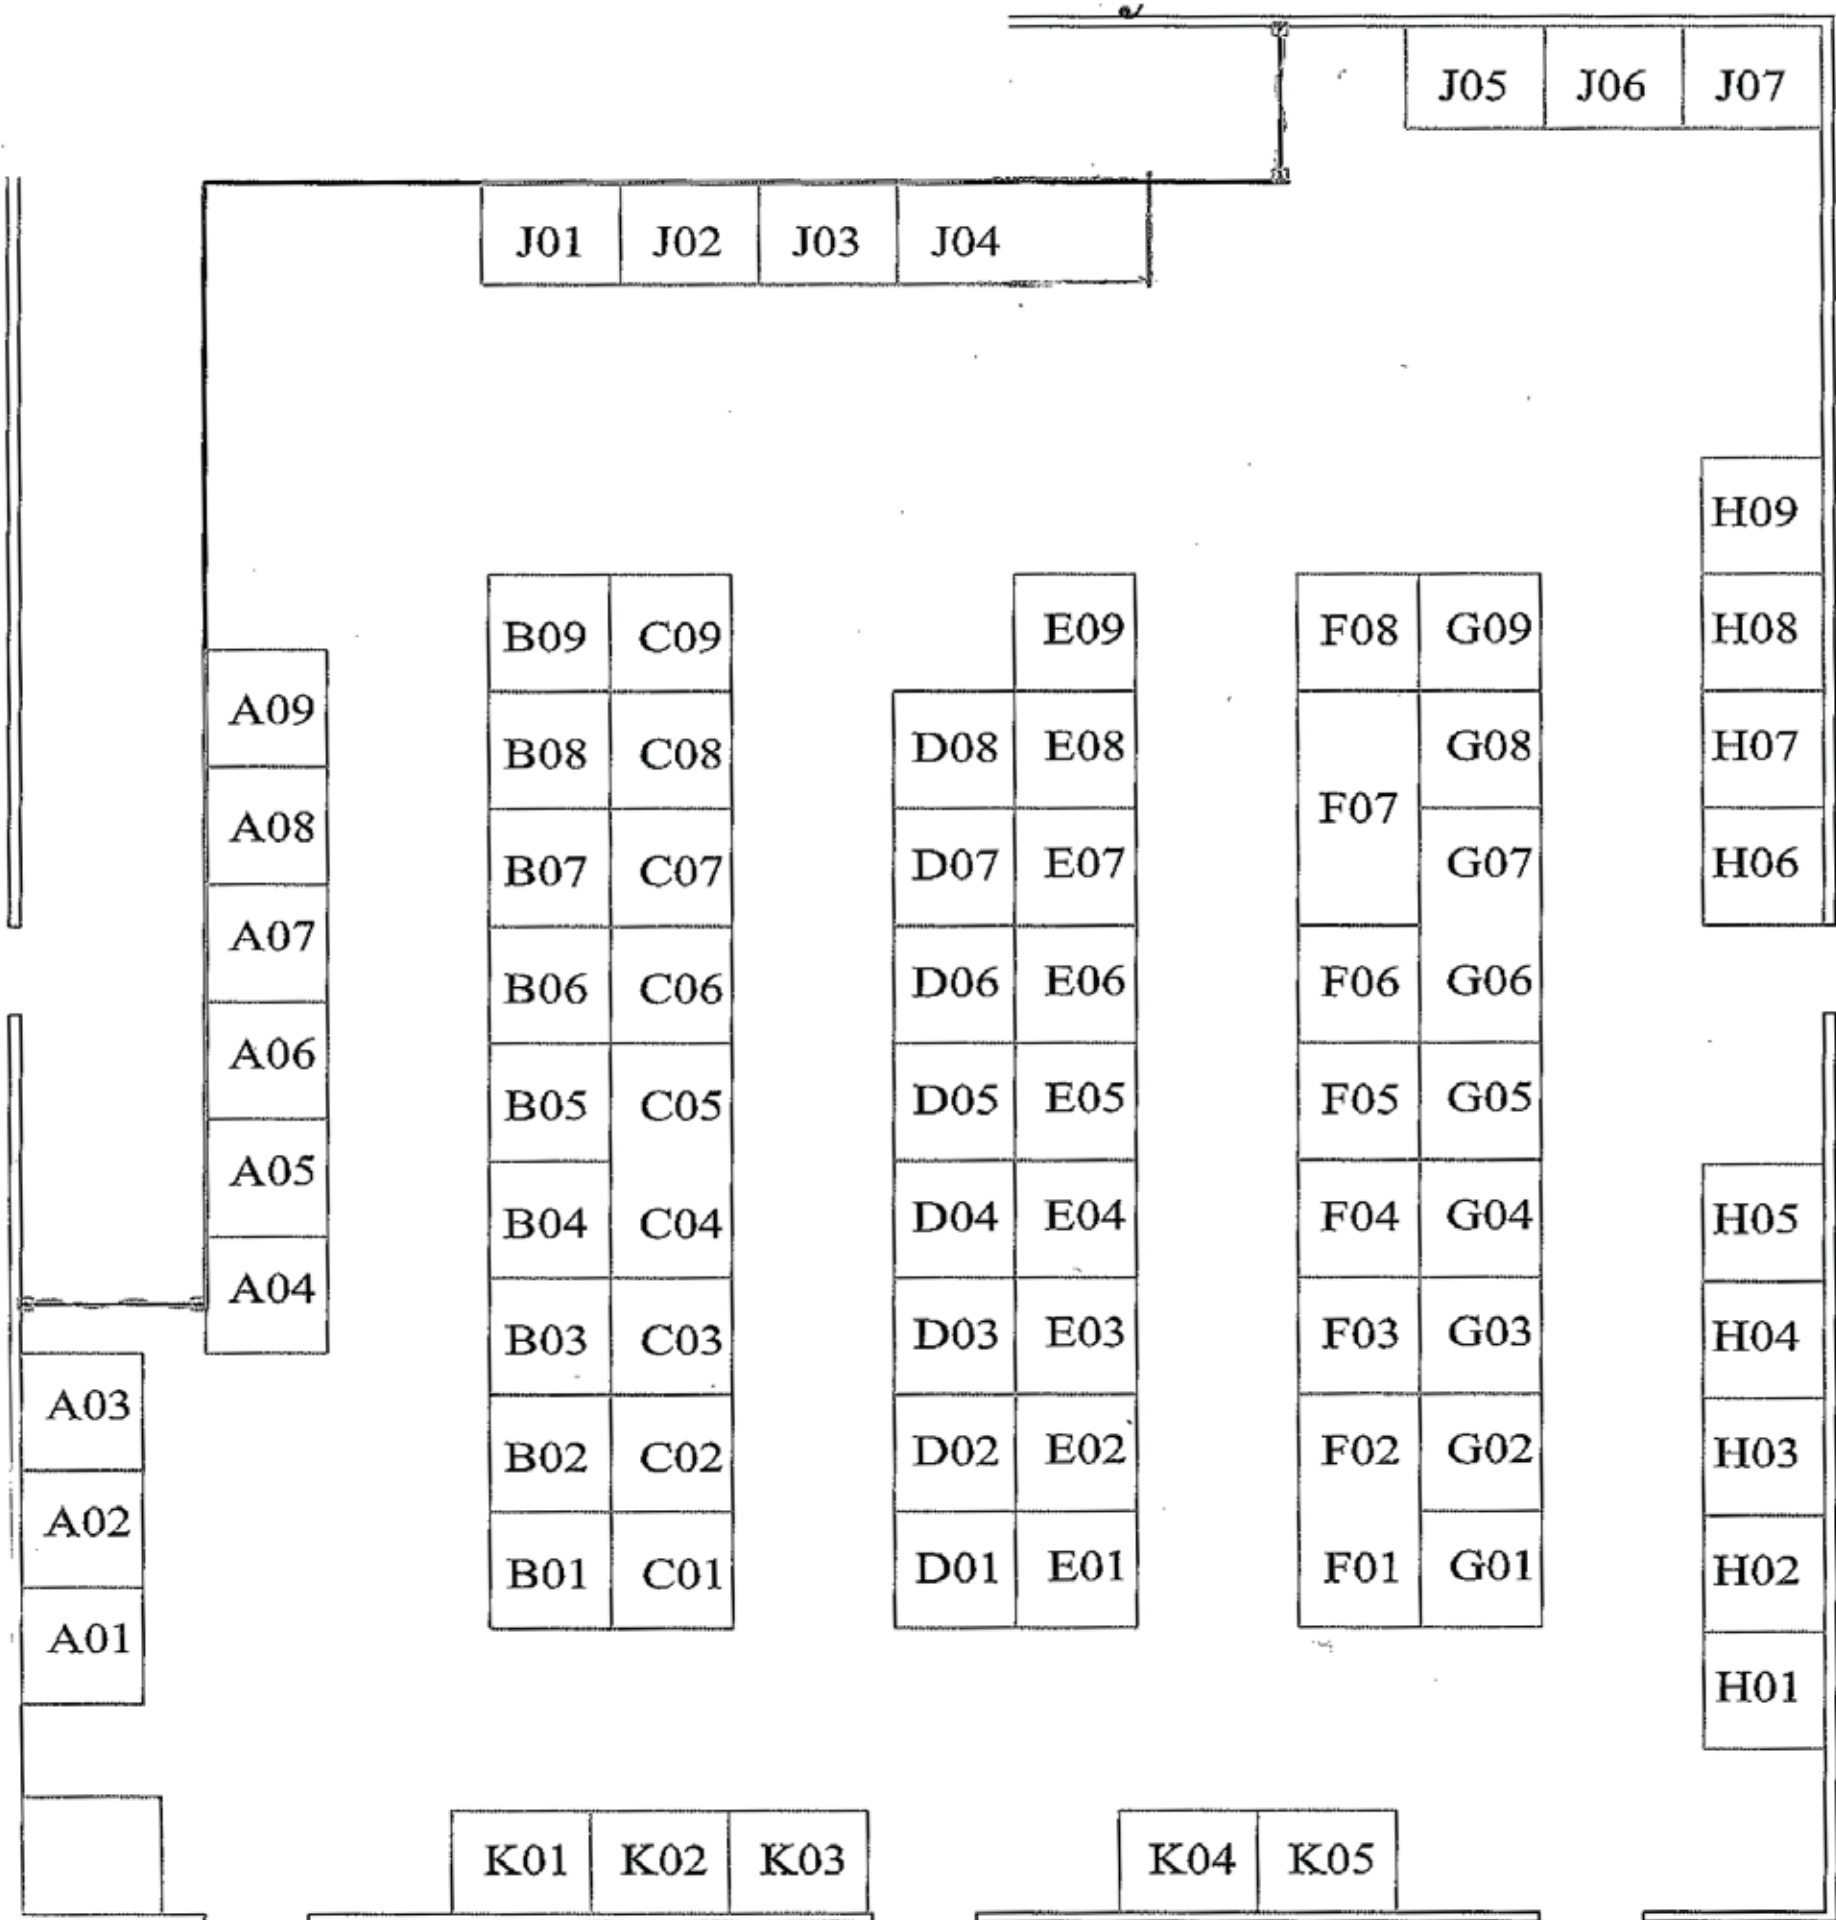 J05 J06 J07
J01 J02 J03 J04
H09
B09 C09 E09 F08 G09 H08
A09
B08 C08 D08 E08 G08 H07
F07
A08
B07 C07 D07 E07 G07 H06
A07
B06 C06 D06 E06 F06 G06
A06
B05 C05 D05 E05 F05 G05
A05
B04 C04 D04 E04 F04 G04 H05
A04
B03 C03 D03 E03 F03 G03 H04
A03
B02 C02 D02 E02 F02 G02 H03
A02
B01 C01 D01 E01 F01 G01 H02
A01
H01
K01 K02 K03 K04 K05